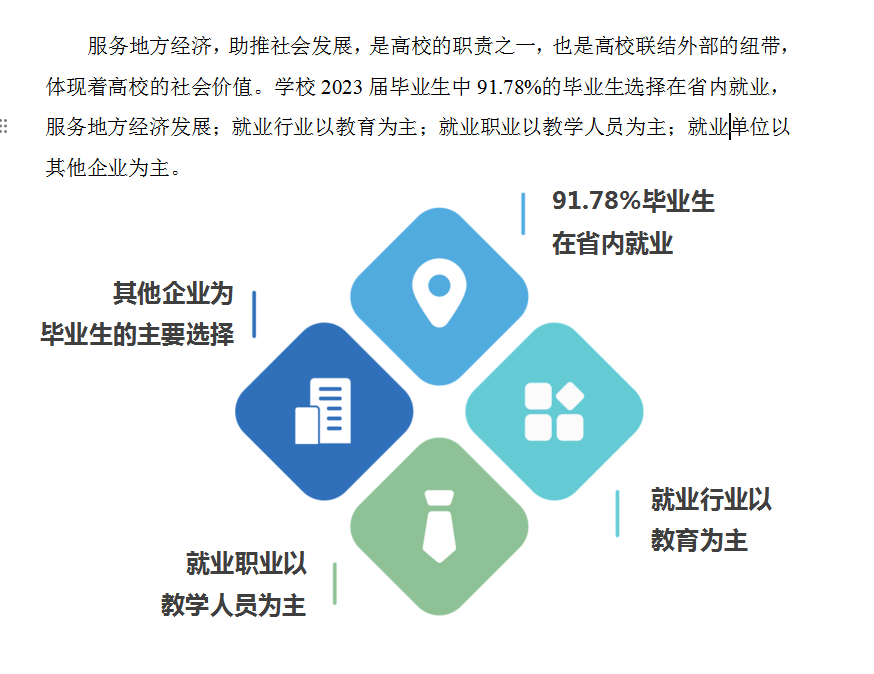 服务地方经济，助推社会发展，是高校的职责之一，也是高校联结外部的纽带，
体现着高校的社会价值。学校 2023 届毕业生中 91.78%的毕业生选择在省内就业，
服务地方经济发展；就业行业以教育为主；就业职业以教学人员为主；就业单位以
其他企业为主。
91.78%毕业生
在省内就业
其他企业为
毕业生的主要选择
就业行业以
教育为主
就业职业以
教学人员为主